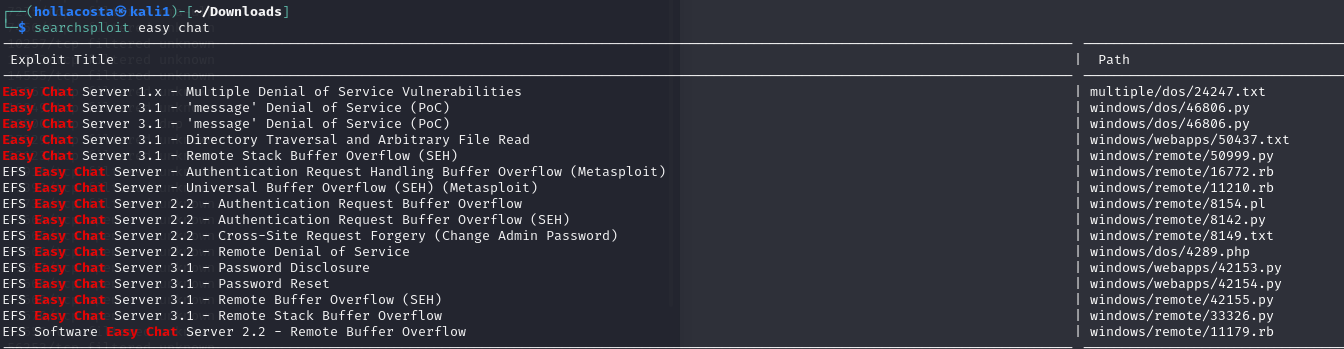 ┌──(hollacosta㉿kali1)-[~/Downloads]
└─$ searchsploit easy chat
Exploit Title | Path
Easy Chat Server 1.x - Multiple Denial of Service Vulnerabilities | multiple/dos/24247.txt
Easy Chat Server 3.1 - 'message' Denial of Service (PoC) | windows/dos/46806.py
Easy Chat Server 3.1 - 'message' Denial of Service (PoC) | windows/dos/46806.py
Easy Chat Server 3.1 - Directory Traversal and Arbitrary File Read | windows/webapps/50437.txt
Easy Chat Server 3.1 - Remote Stack Buffer Overflow (SEH) | windows/remote/50999.py
EFS Easy Chat Server - Authentication Request Handling Buffer Overflow (Metasploit) | windows/remote/16772.rb
EFS Easy Chat Server - Universal Buffer Overflow (SEH) (Metasploit) | windows/remote/11210.rb
EFS Easy Chat Server 2.2 - Authentication Request Buffer Overflow | windows/remote/8154.pl
EFS Easy Chat Server 2.2 - Authentication Request Buffer Overflow (SEH) | windows/remote/8142.py
EFS Easy Chat Server 2.2 - Cross-Site Request Forgery (Change Admin Password) | windows/remote/8149.txt
EFS Easy Chat Server 2.2 - Remote Denial of Service | windows/dos/4289.php
EFS Easy Chat Server 3.1 - Password Disclosure | windows/webapps/42153.py
EFS Easy Chat Server 3.1 - Password Reset | windows/webapps/42154.py
EFS Easy Chat Server 3.1 - Remote Buffer Overflow (SEH) | windows/remote/42155.py
EFS Easy Chat Server 3.1 - Remote Stack Buffer Overflow | windows/remote/33326.py
EFS Software Easy Chat Server 2.2 - Remote Buffer Overflow | windows/remote/11179.rb